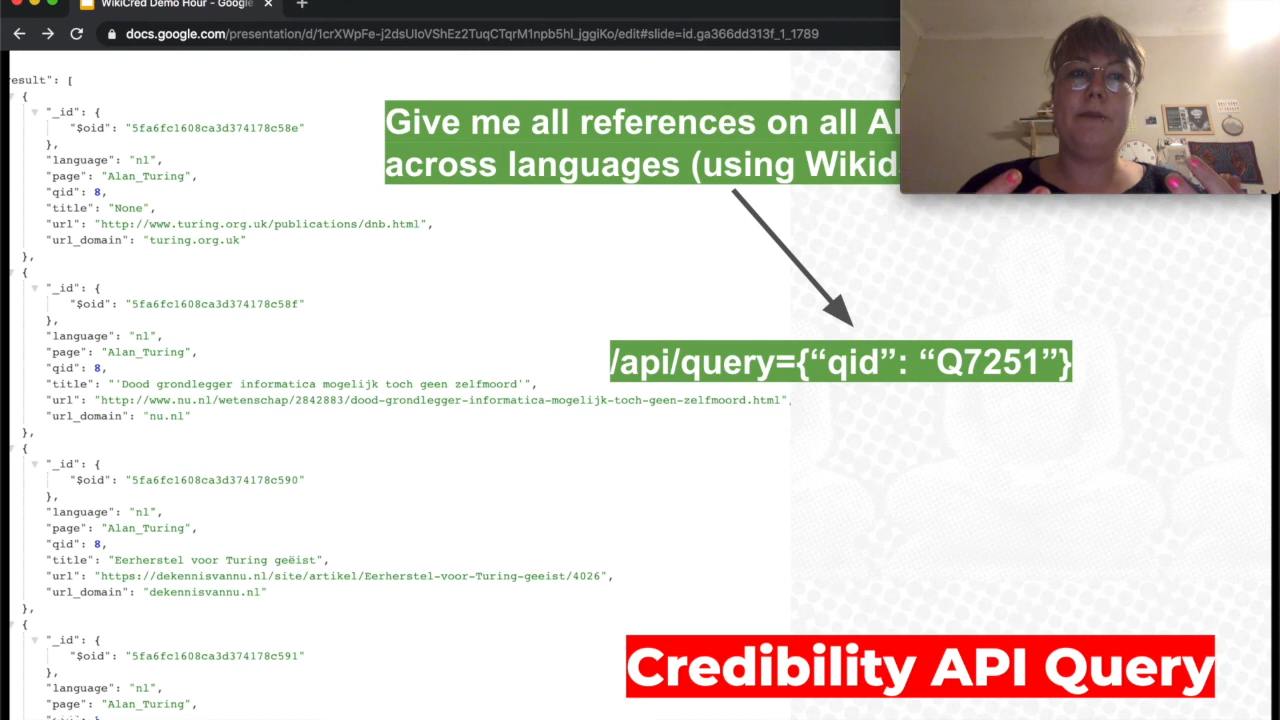 WikiCred Demo Hour - Google
docs.google.com/presentation/d/1crXWpFe-j2dsUIoVShEz2TuqCTqrM1npb5hl_jggiKo/edit#slide=id.ga366dd313f_1_1789
esult": [
{
"_id": {
"$oid": "5fa6fc1608ca3d374178c58e"
},
"language": "nl",
"page": "Alan_Turing",
"qid": 8,
"title": "None",
"url": "http://www.turing.org.uk/publications/dnb.html",
"url_domain": "turing.org.uk"
},
{
"_id": {
"$oid": "5fa6fc1608ca3d374178c58f"
},
"language": "nl",
"page": "Alan_Turing",
"qid": 8,
"title": "'Dood grondlegger informatica mogelijk toch geen zelfmoord'",
"url": "http://www.nu.nl/wetenschap/2842883/dood-grondlegger-informatica-mogelijk-toch-geen-zelfmoord.html",
"url_domain": "nu.nl"
},
{
"_id": {
"$oid": "5fa6fc1608ca3d374178c590"
},
"language": "nl",
"page": "Alan_Turing",
"qid": 8,
"title": "Eerherstel voor Turing geëist",
"url": "https://dekennisvannu.nl/site/artikel/Eerherstel-voor-Turing-geeist/4026",
"url_domain": "dekennisvannu.nl"
},
{
"_id": {
"$oid": "5fa6fc1608ca3d374178c591"
},
"language": "nl",
"page": "Alan_Turing",
Give me all references on all Al
across languages (using Wikid
/api/query={“qid”: “Q7251”}
Credibility API Query